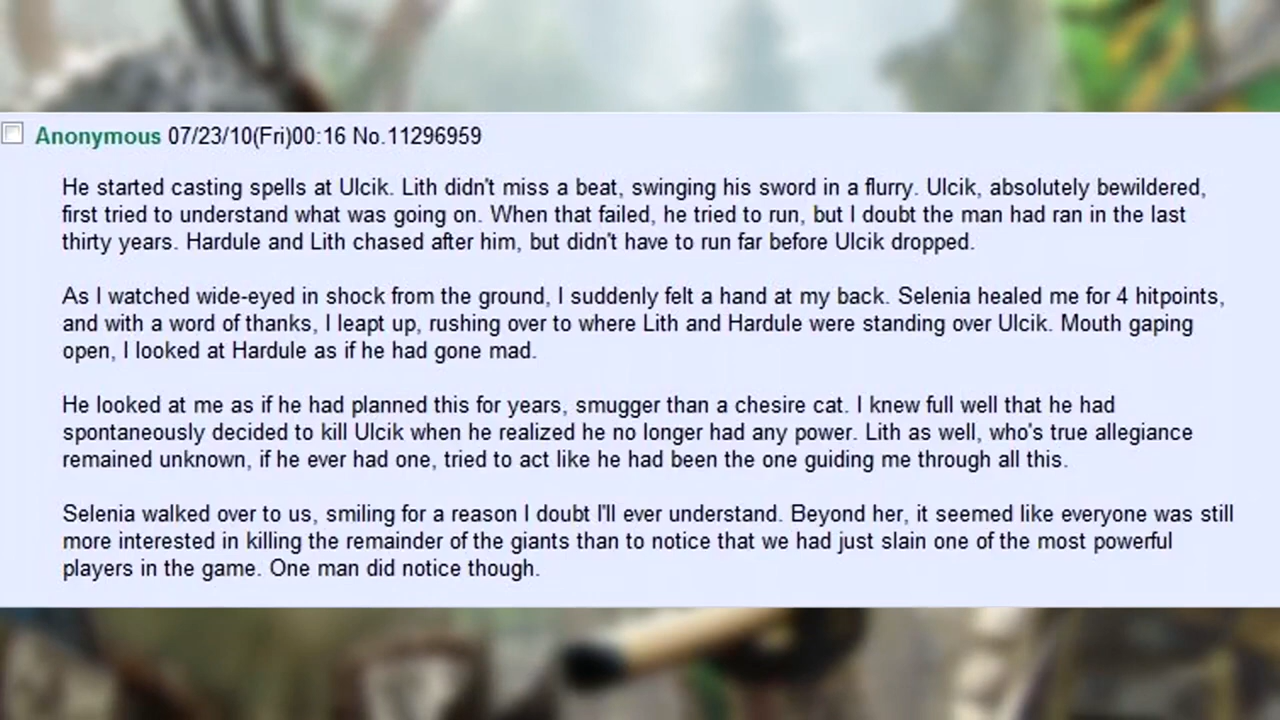 Anonymous 07/23/10(Fri)00:16 No.11296959
He started casting spells at Ulcik. Lith didn't miss a beat, swinging his sword in a flurry. Ulcik, absolutely bewildered,
first tried to understand what was going on. When that failed, he tried to run, but I doubt the man had ran in the last
thirty years. Hardule and Lith chased after him, but didn't have to run far before Ulcik dropped.
As I watched wide-eyed in shock from the ground, I suddenly felt a hand at my back. Selenia healed me for 4 hitpoints,
and with a word of thanks, I leapt up, rushing over to where Lith and Hardule were standing over Ulcik. Mouth gaping
open, I looked at Hardule as if he had gone mad.
He looked at me as if he had planned this for years, smugger than a chesire cat. I knew full well that he had
spontaneously decided to kill Ulcik when he realized he no longer had any power. Lith as well, who's true allegiance
remained unknown, if he ever had one, tried to act like he had been the one guiding me through all this.
Selenia walked over to us, smiling for a reason I doubt I'll ever understand. Beyond her, it seemed like everyone was still
more interested in killing the remainder of the giants than to notice that we had just slain one of the most powerful
players in the game. One man did notice though.